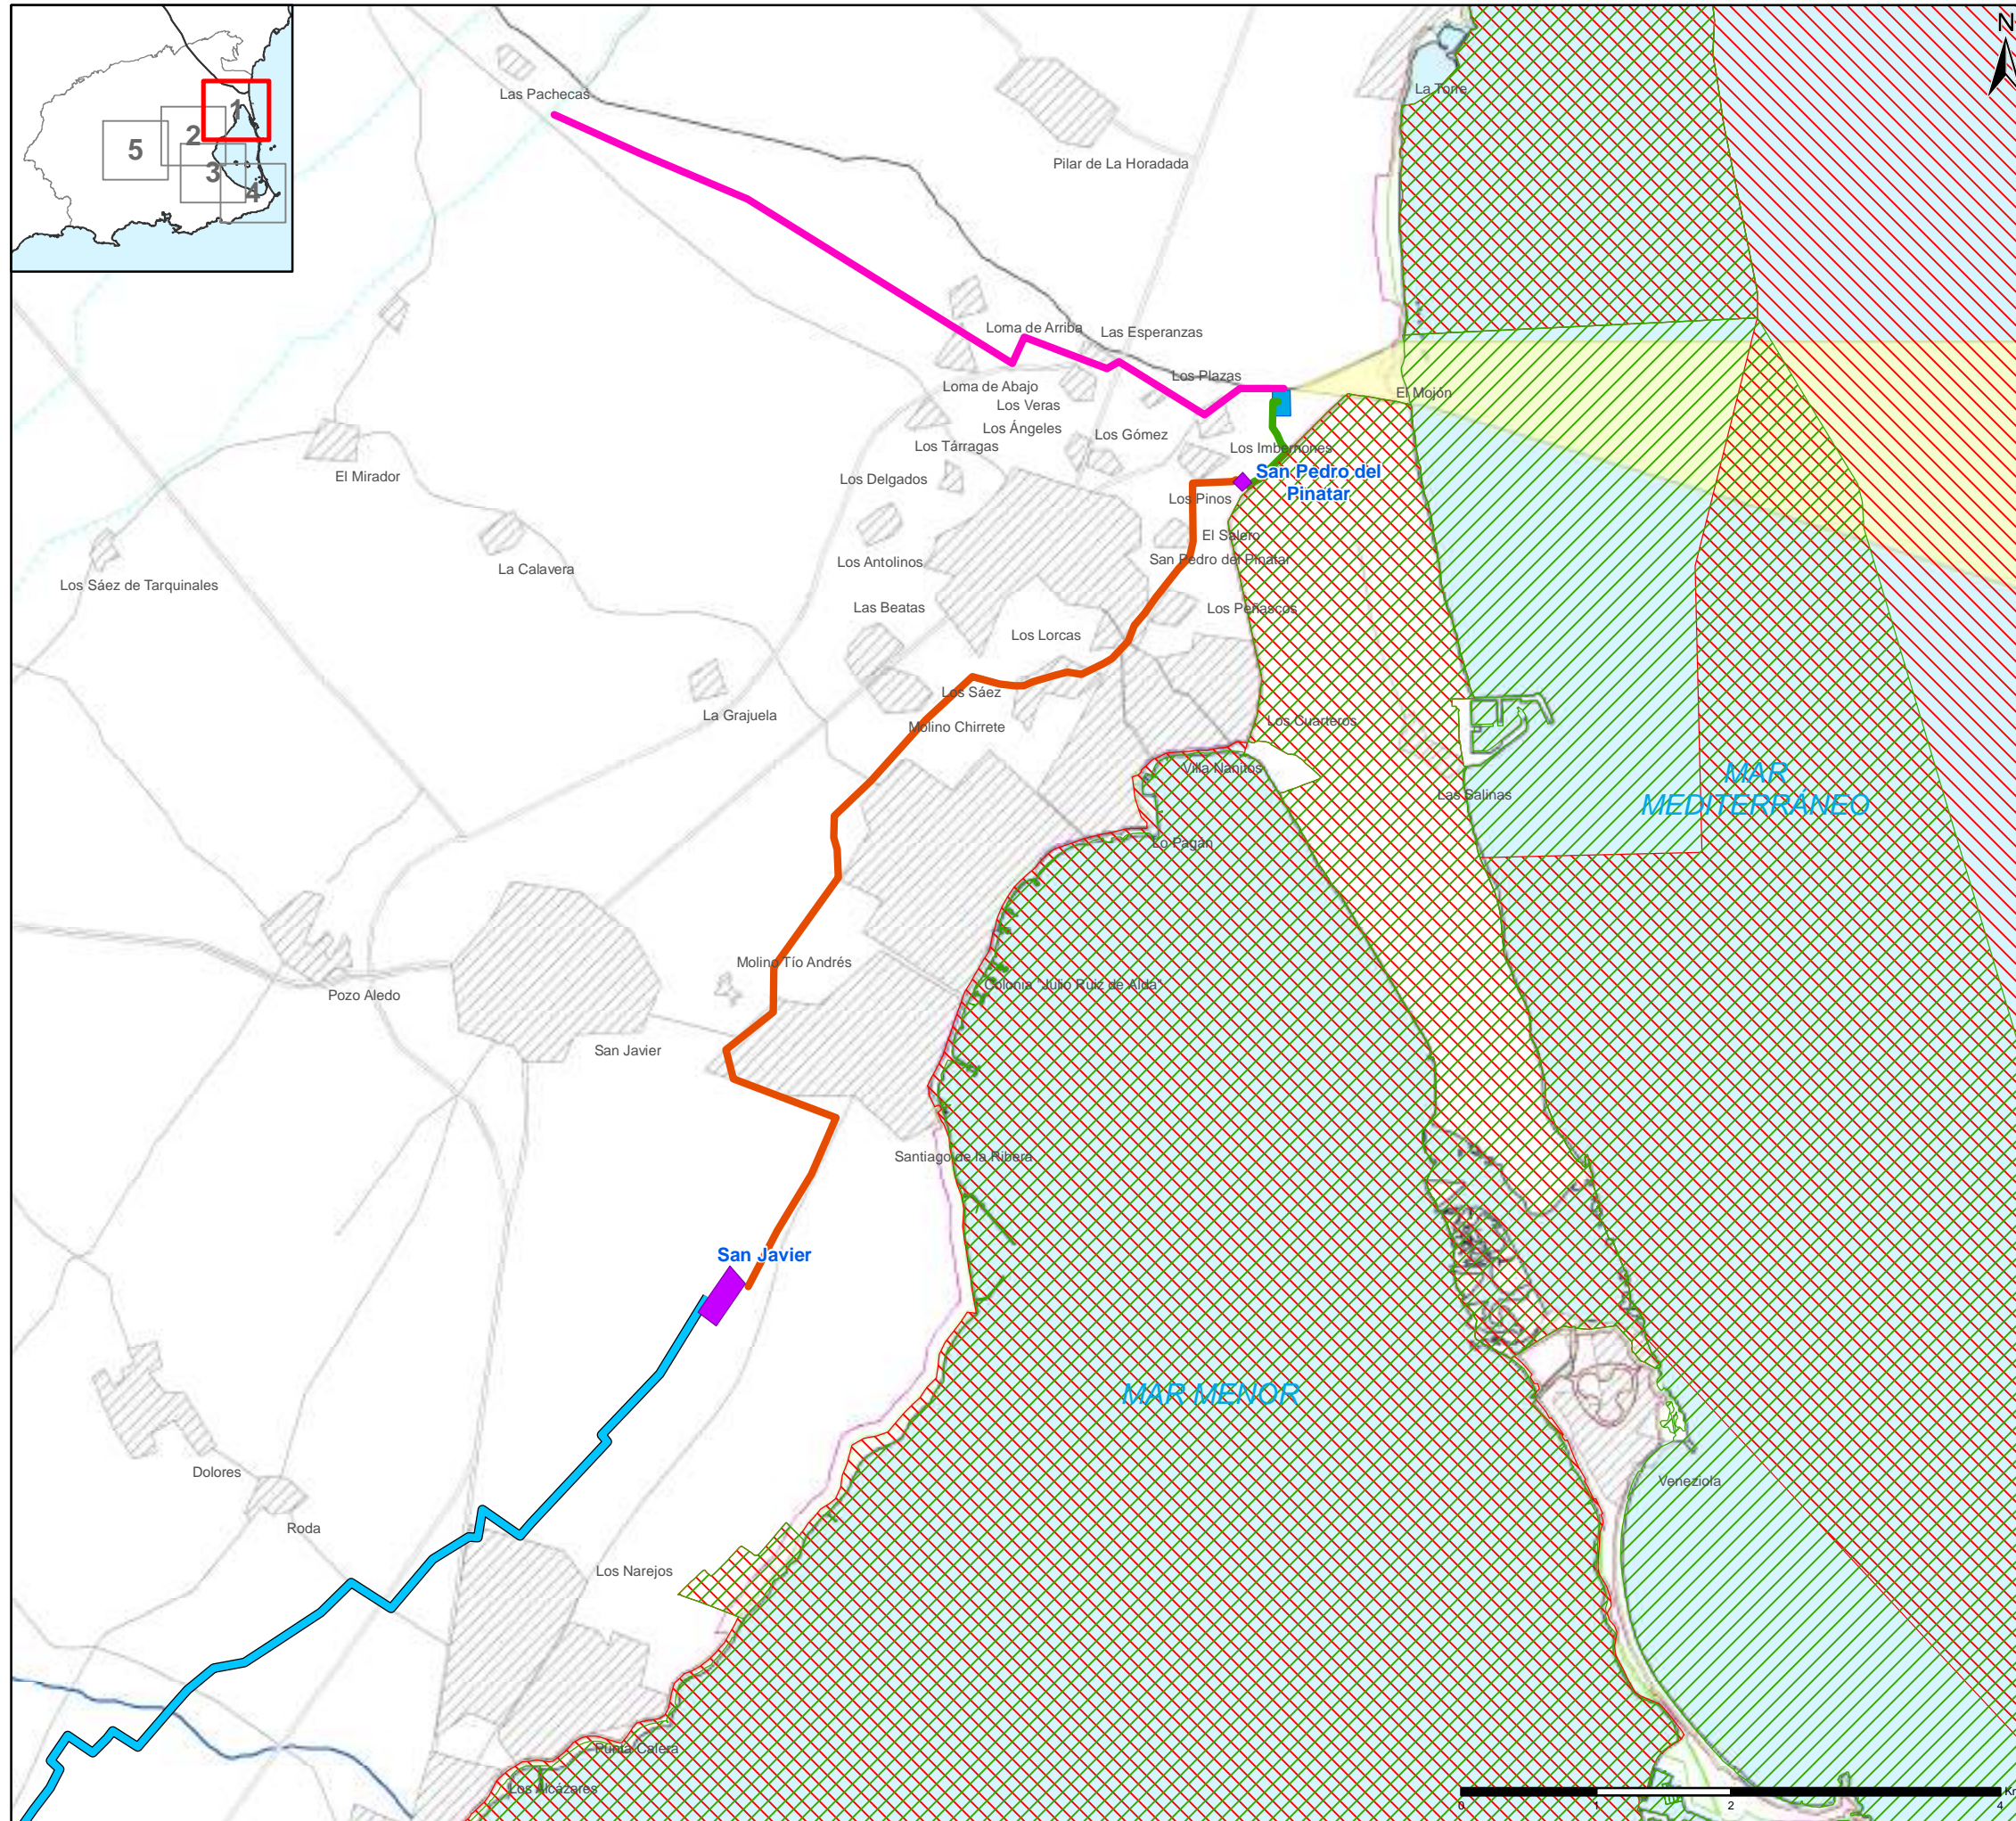 N
1
2
5
3
4
Las Pachecas
La Torre
Pilar de La Horadada
Loma de Arriba
Las Esperanzas
Los Plazas
Loma de Abajo
El Mojón
Los Veras
Los Ángeles
Los Gómez
Los Tárragas
Los Imbernones
El Mirador
Los Delgados
San Pedro del
Pinatar
Los Pinos
El Salero
San Pedro del Pinatar
Los Antolinos
La Calavera
Los Sáez de Tarquinales
Las Beatas
Los Peñascos
Los Lorcas
Los Sáez
La Grajuela
Molino Chirrete
Los Cuarteros
Villa Nanitos
MAR
MEDITERRÁNEO
Las Salinas
Lo Pagán
Molino Tío Andrés
Colonia "Julio Ruiz de Alda"
Pozo Aledo
San Javier
Santiago de la Ribera
San Javier
MAR MENOR
Dolores
Veneziola
Roda
Los Narejos
Punta Calera
Los Alcázares
Km
0
1
2
4